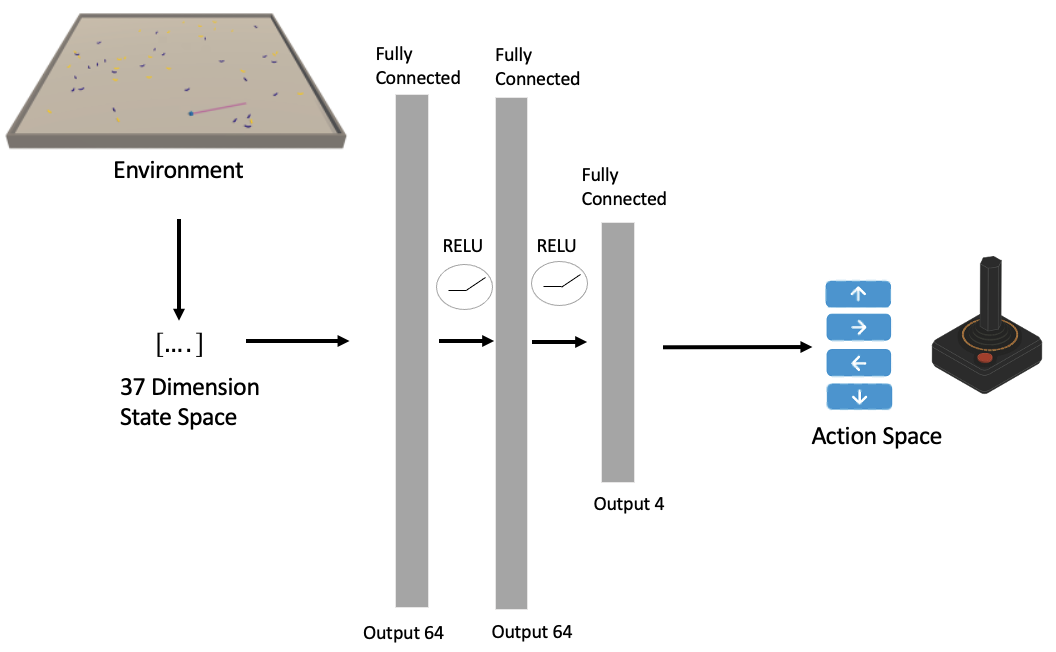 Environment
[....]
37 Dimension
State Space
Fully
Connected
Output 64
RELU
Fully
Connected
Output 64
RELU
Fully
Connected
Output 4
Action Space